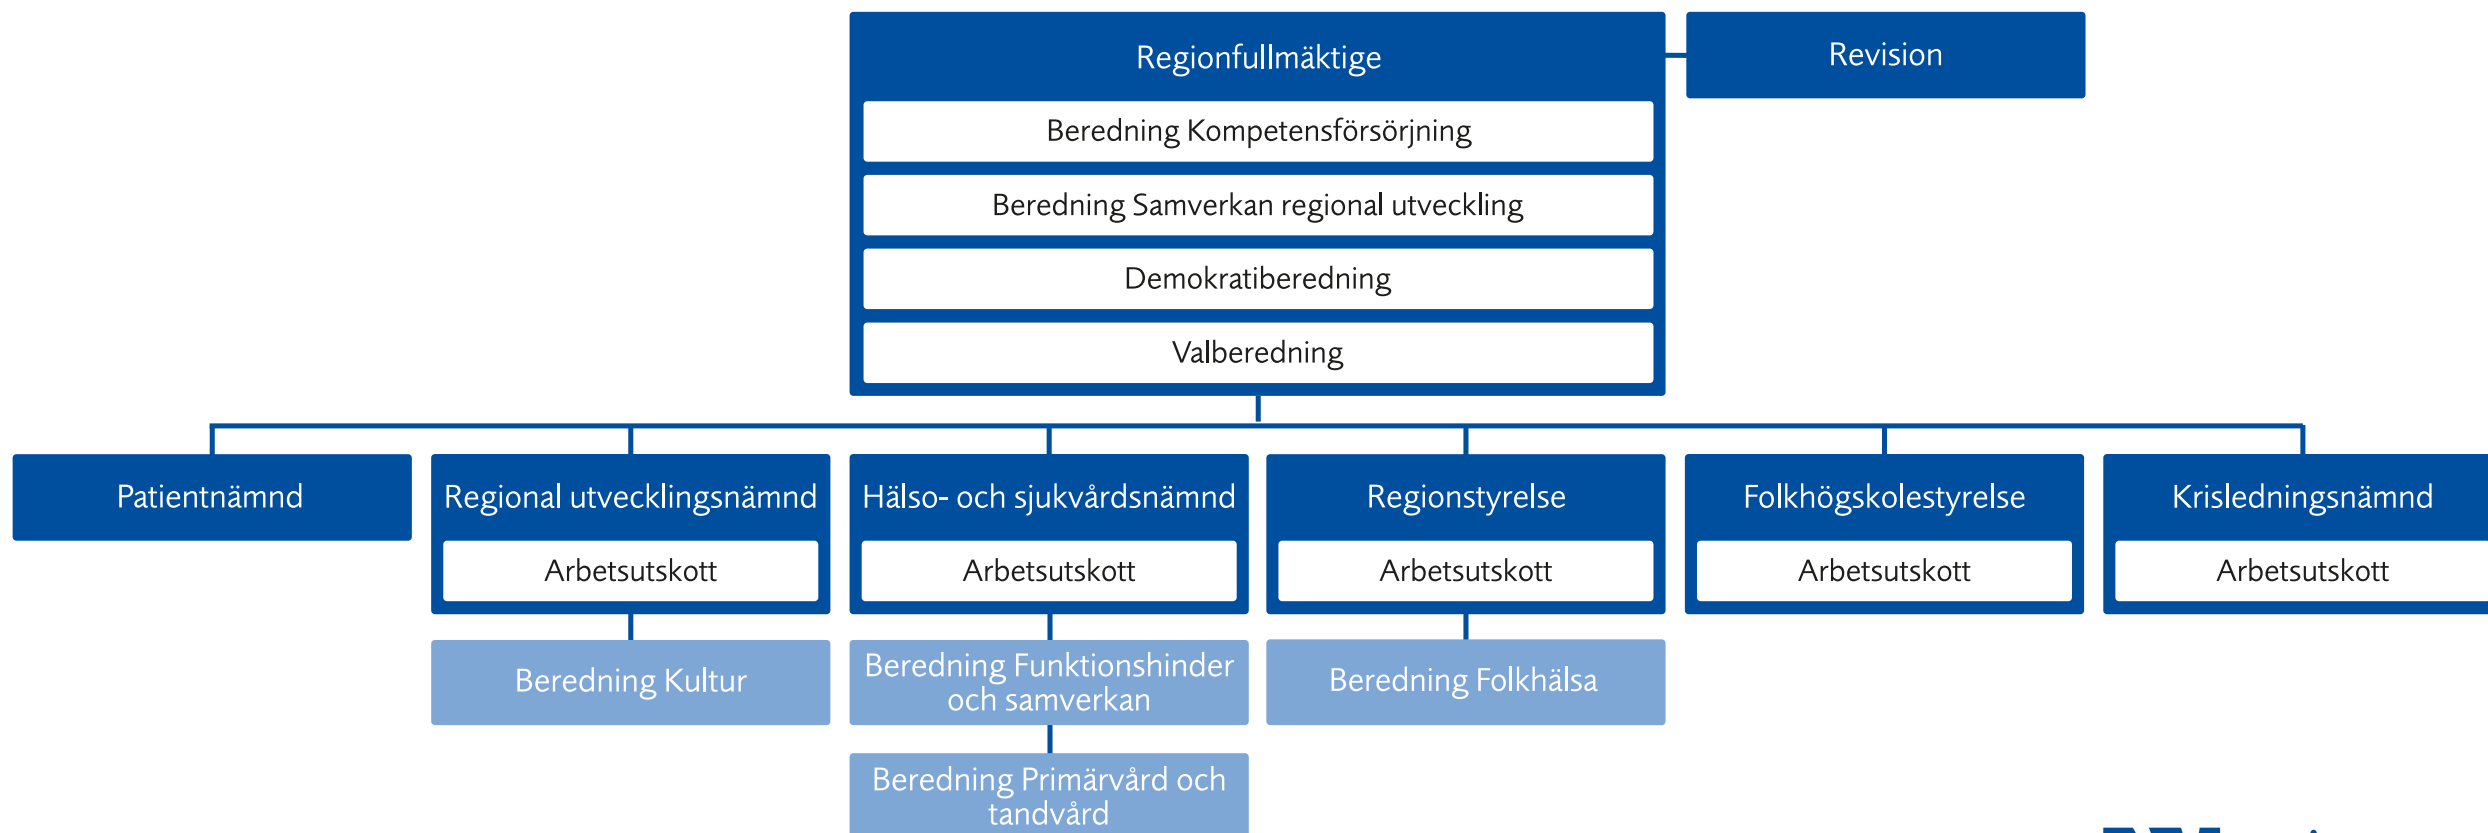 Regionfullmäktige
Revision
Beredning Kompetensförsörjning
Beredning Samverkan regional utveckling
Demokratiberedning
Valberedning
Patientnämnd
Regional utvecklingsnämnd
Hälso- och sjukvårdsnämnd
Regionstyrelse
Folkhögskolestyrelse
Krisledningsnämnd
Arbetsutskott
Arbetsutskott
Arbetsutskott
Arbetsutskott
Arbetsutskott
Beredning Kultur
Beredning Funktionshinder
och samverkan
Beredning Folkhälsa
Beredning Primärvård och
tandvård